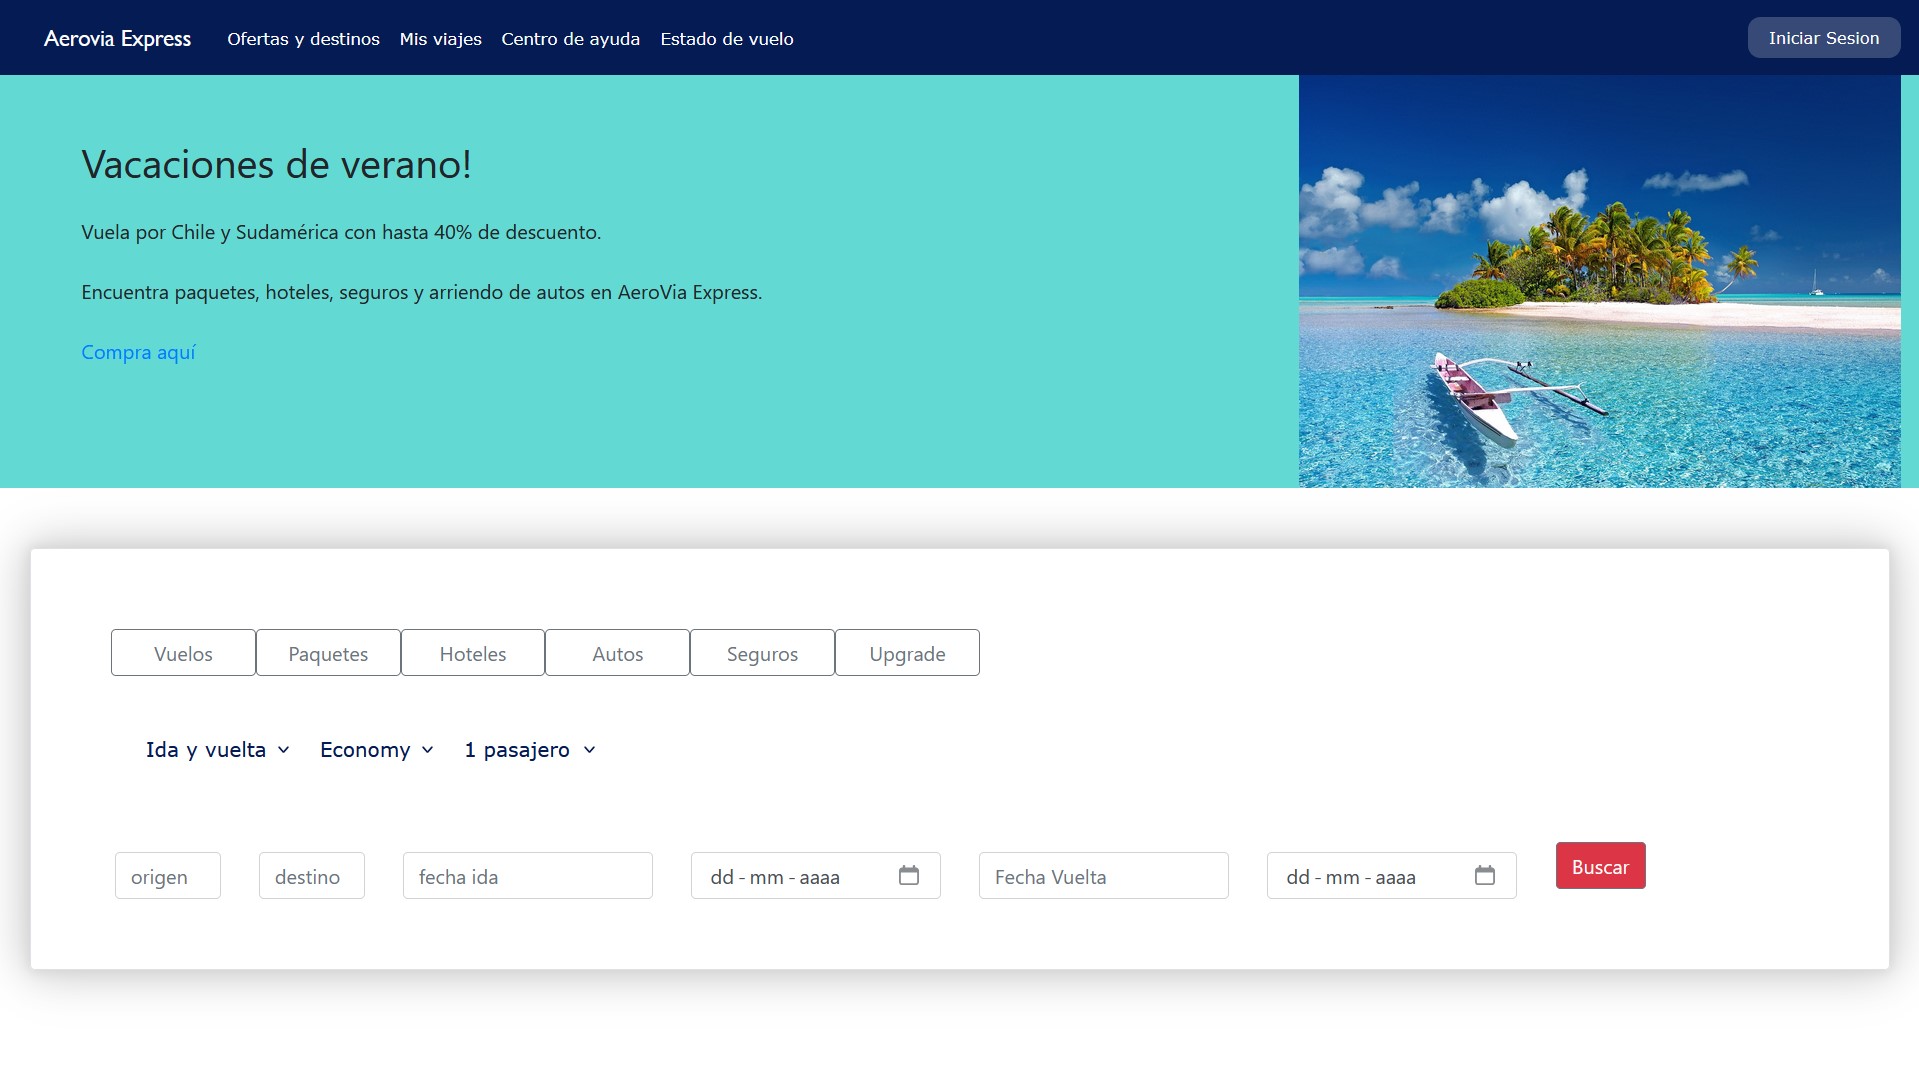 Aerovia Express Ofertas y destinos Mis viajes Centro de ayuda Estado de vuelo Iniciar Sesion
Vacaciones de verano!
Vuela por Chile y Sudamérica con hasta 40% de descuento.
Encuentra paquetes, hoteles, seguros y arriendo de autos en AeroVia Express.
Compra aquí
Vuelos Paquetes Hoteles Autos Seguros Upgrade
Ida y vuelta Economy 1 pasajero
origen destino fecha ida dd-mm-aaaa Fecha Vuelta dd-mm-aaaa Buscar